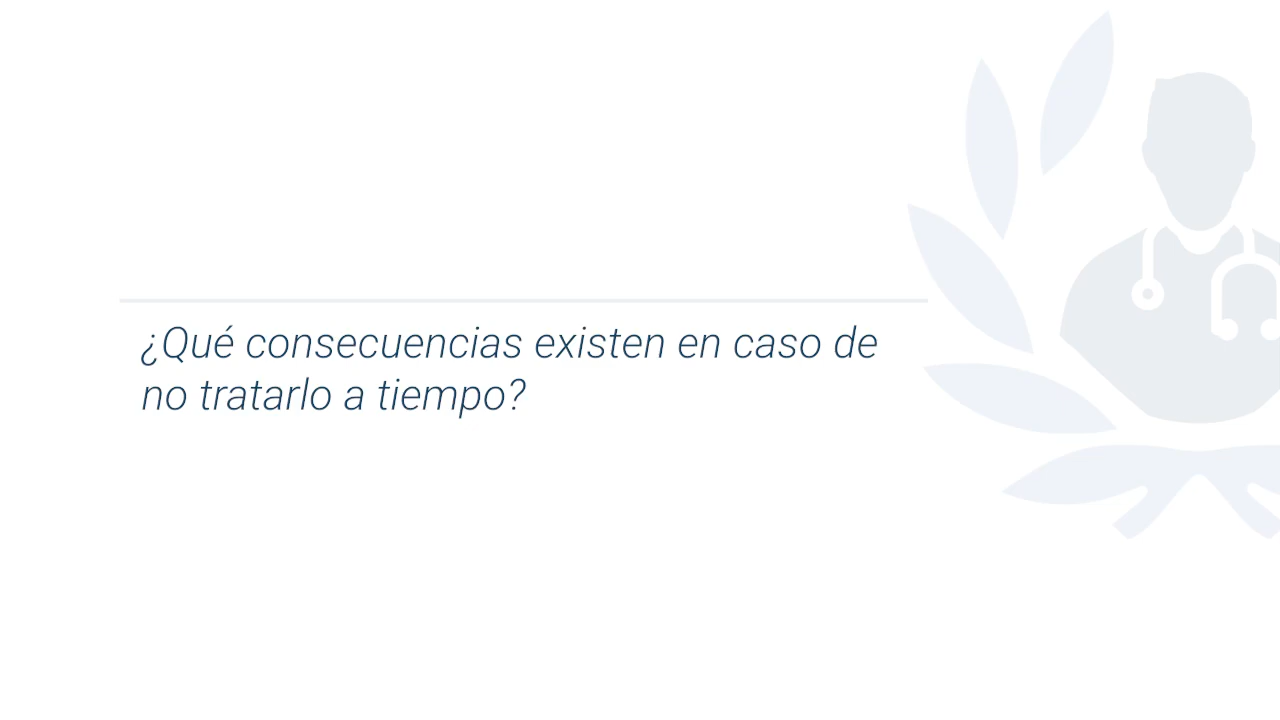 ¿Qué consecuencias existen en caso de
no tratarlo a tiempo?